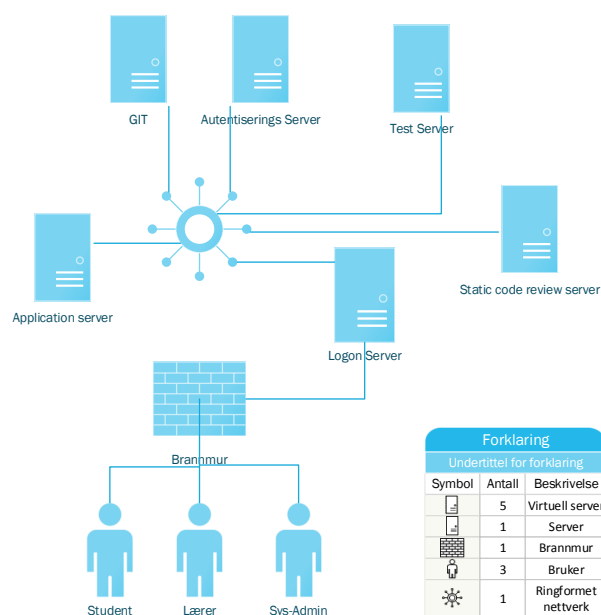 GIT
Autentiserings Server
Test Server
Application server
Static code review server
Logon Server
Brannmur
Student
Lærer
Sys-Admin
Forklaring
Undertittel for forklaring
Symbol Antall Beskrivelse
5 Virtuell server
1 Server
1 Brannmur
3 Bruker
1 Ringformet
nettverk